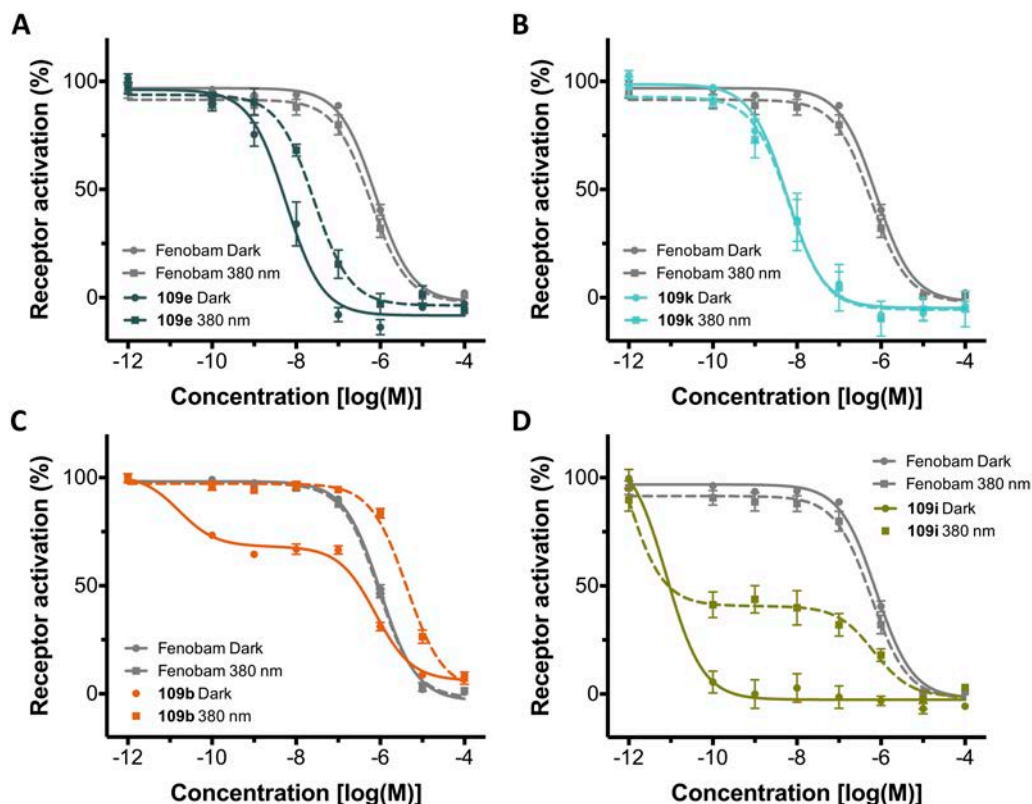 A
Receptor activation (%)
100
50
0
Fenobam Dark
Fenobam 380 nm
109e Dark
109e 380 nm
-12 -10 -8 -6 -4
Concentration [log(M)]
B
Receptor activation (%)
100
50
0
Fenobam Dark
Fenobam 380 nm
109k Dark
109k 380 nm
-12 -10 -8 -6 -4
Concentration [log(M)]
C
Receptor activation (%)
100
50
0
Fenobam Dark
Fenobam 380 nm
109b Dark
109b 380 nm
-12 -10 -8 -6 -4
Concentration [log(M)]
D
Receptor activation (%)
100
50
0
Fenobam Dark
Fenobam 380 nm
109i Dark
109i 380 nm
-12 -10 -8 -6 -4
Concentration [log(M)]